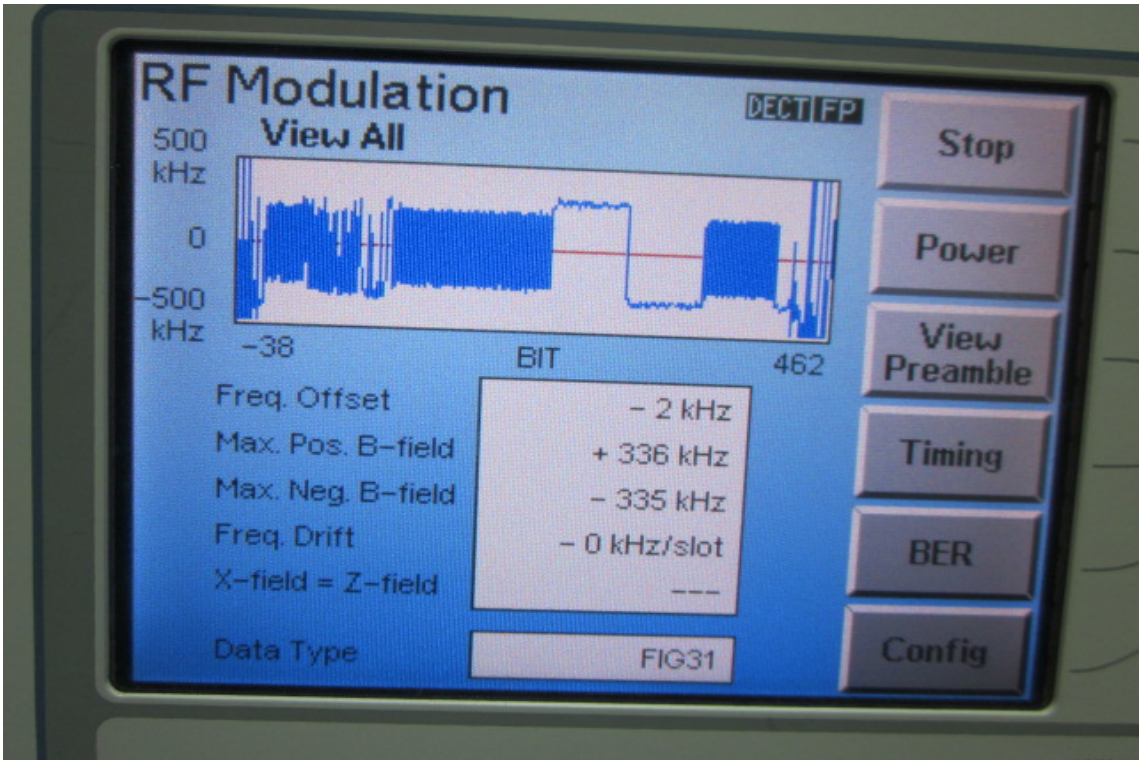 RF Modulation
DECT FP
View All
500
kHz
0
-500
kHz
-38
BIT
462
Freq. Offset
- 2 kHz
Max. Pos. B-field
+ 336 kHz
Max. Neg. B-field
- 335 kHz
Freq. Drift
- 0 kHz/slot
X-field = Z-field
---
Data Type
FIG31
Stop
Power
View
Preamble
Timing
BER
Config